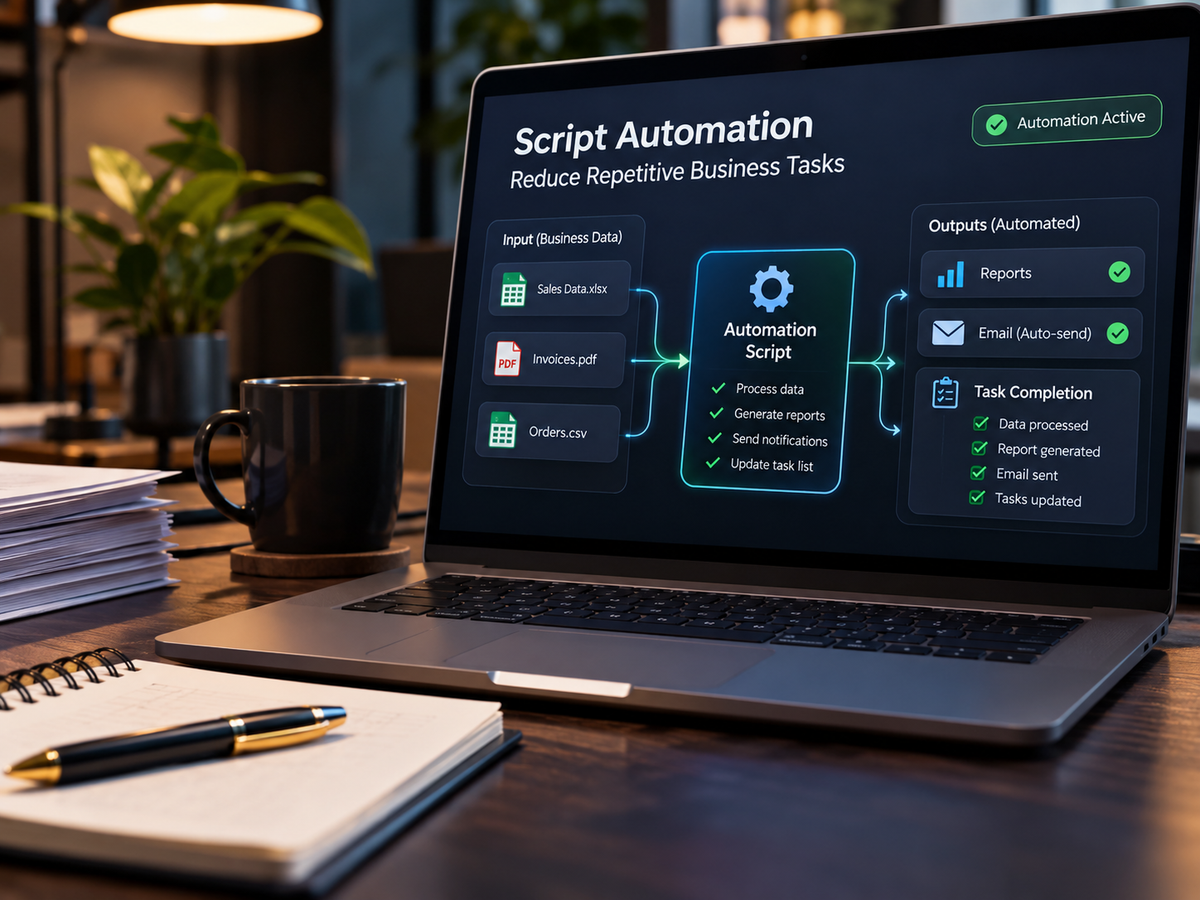 Script Automation
Reduce Repetitive Business Tasks
Automation Active
Input (Business Data)
Sales Data.xlsx
PDF
Invoices.pdf
Orders.csv
Automation
Script
Process data
Generate reports
Send notifications
Update task list
Outputs (Automated)
Reports
Email (Auto-send)
Task Completion
Data processed
Report generated
Email sent
Tasks updated